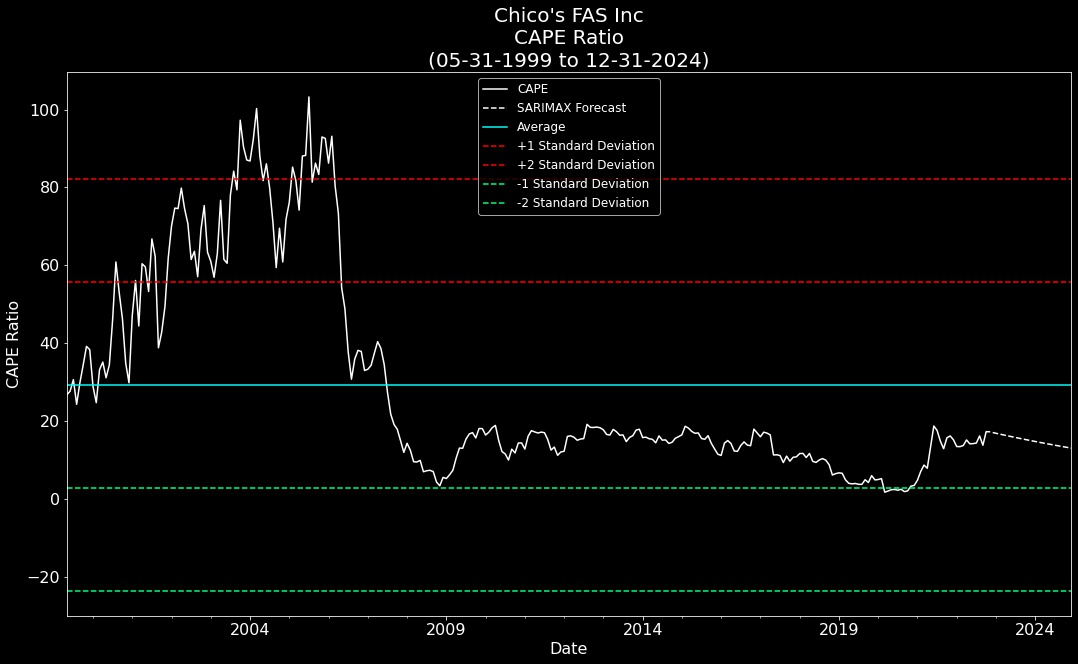 Chico's FAS Inc
CAPE Ratio
(05-31-1999 to 12-31-2024)
CAPE
SARIMAX Forecast
Average
+1 Standard Deviation
+2 Standard Deviation
-1 Standard Deviation
-2 Standard Deviation
100
80
60
40
20
0
−20
CAPE Ratio
2004
2009
2014
2019
2024
Date